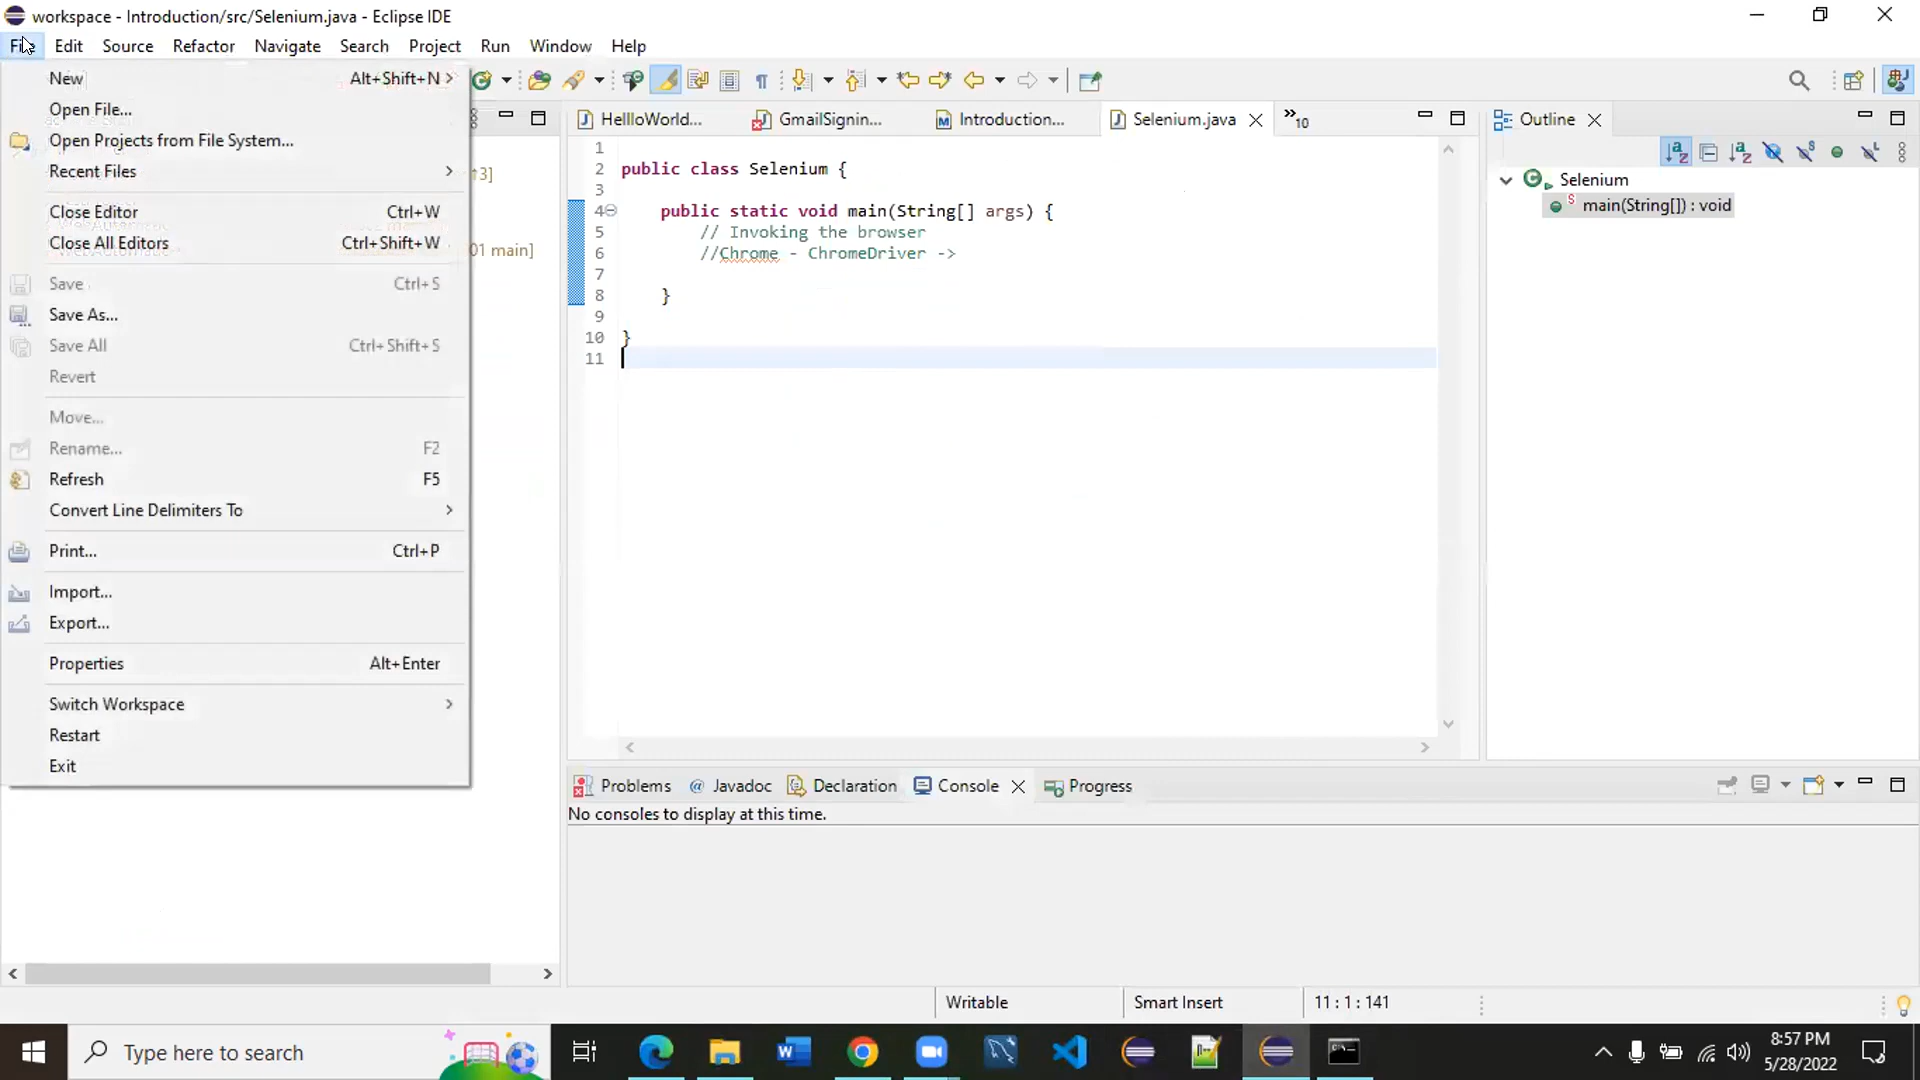 workspace - Introduction/src/Selenium.java - Eclipse IDE
File Edit Source Refactor Navigate Search Project Run Window Help
New Alt+Shift+N
Open File...
Open Projects from File System...
Recent Files
Close Editor Ctrl+W
Close All Editors Ctrl+Shift+W
Save Ctrl+S
Save As...
Save All Ctrl+Shift+S
Revert
Move...
Rename... F2
Refresh F5
Convert Line Delimiters To
Print... Ctrl+P
Import...
Export...
Properties Alt+Enter
Switch Workspace
Restart
Exit
01 main]
HellloWorld... GmailSignin... Introduction... Selenium.java 10
1
2 public class Selenium {
3
4 public static void main(String[] args) {
5 // Invoking the browser
6 //Chrome - ChromeDriver ->
7
8 }
9
10 }
11
Outline
Selenium
main(String[]) : void
Problems @ Javadoc Declaration Console Progress
No consoles to display at this time.
Writable Smart Insert 11 : 1 : 141
Type here to search
8:57 PM
5/28/2022